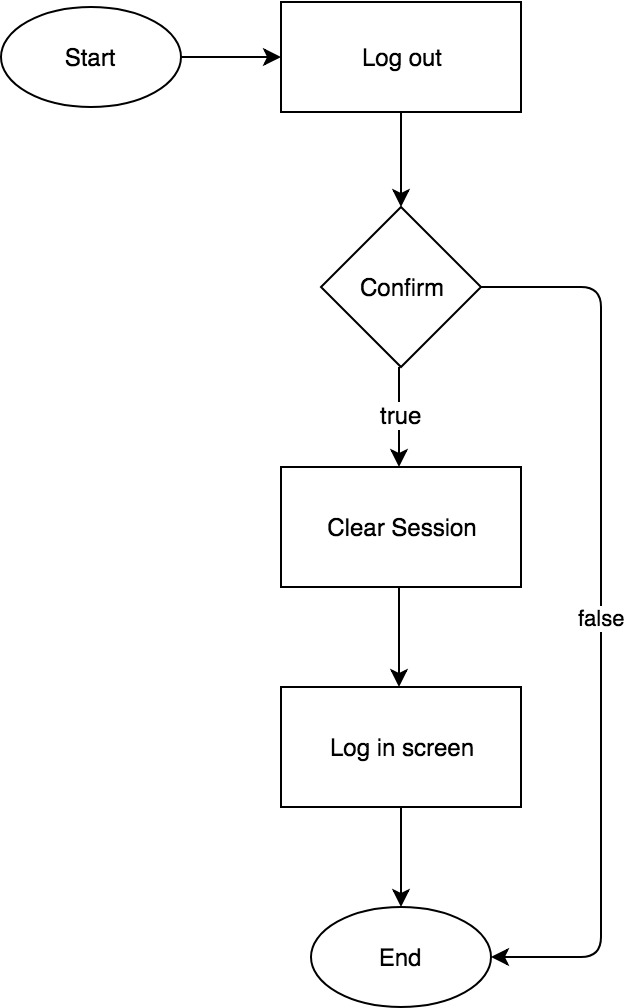 Start
Log out
Confirm
true
Clear Session
false
Log in screen
End